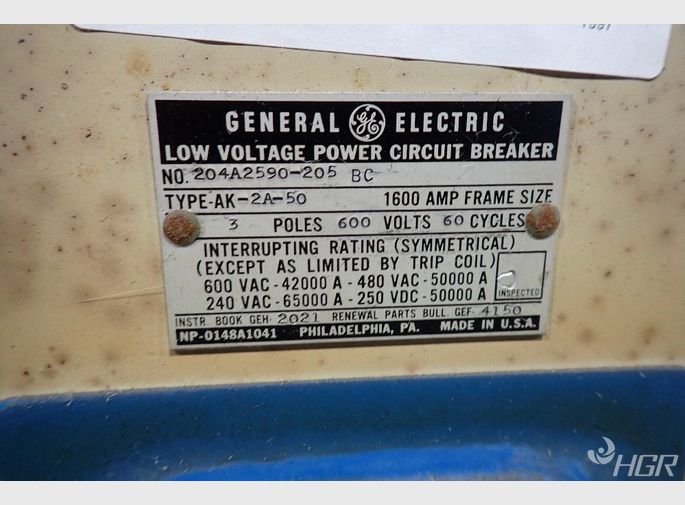 1991
GENERAL GE ELECTRIC
LOW VOLTAGE POWER CIRCUIT BREAKER
NO. 204A2590-205 BC
TYPE-AK-2A-50 1600 AMP FRAME SIZE
3 POLES 600 VOLTS 60 CYCLES
INTERRUPTING RATING (SYMMETRICAL)
(EXCEPT AS LIMITED BY TRIP COIL)
600 VAC-42000 A-480 VAC-50000 A
240 VAC-65000 A-250 VDC-50000 A
INSPECTED
INSTR. BOOK GEH- 2021 RENEWAL PARTS BULL. GEF- 4150
NP-0148A1041 PHILADELPHIA, PA. MADE IN U.S.A.
HGR